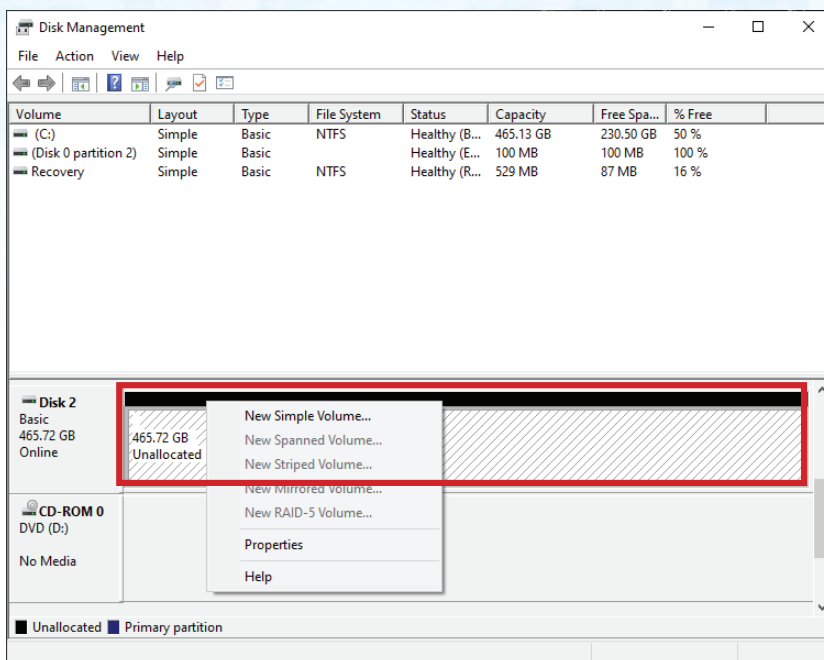 Disk Management
File Action View Help
Volume Layout Type File System Status Capacity Free Spa... % Free
(C:) Simple Basic NTFS Healthy (B... 465.13 GB 230.50 GB 50 %
(Disk 0 partition 2) Simple Basic Healthy (E... 100 MB 100 MB 100 %
Recovery Simple Basic NTFS Healthy (R... 529 MB 87 MB 16 %
Disk 2
Basic
465.72 GB
Online
465.72 GB
Unallocated
New Simple Volume...
New Spanned Volume...
New Striped Volume...
New Mirrored Volume...
New RAID-5 Volume...
Properties
Help
CD-ROM 0
DVD (D:)
No Media
Unallocated Primary partition